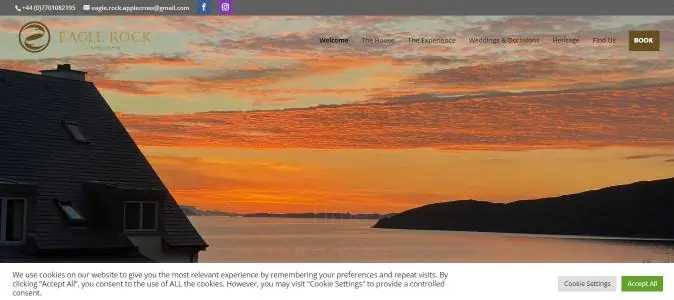 +44 (0)7701082195 eagle.rock.applecross@gmail.com
EAGLE ROCK
Welcome The House The Experience Weddings & Occasions Heritage Find Us BOOK
We use cookies on our website to give you the most relevant experience by remembering your preferences and repeat visits. By
clicking “Accept All”, you consent to the use of ALL the cookies. However, you may visit "Cookie Settings" to provide a controlled
consent.
Cookie Settings Accept All